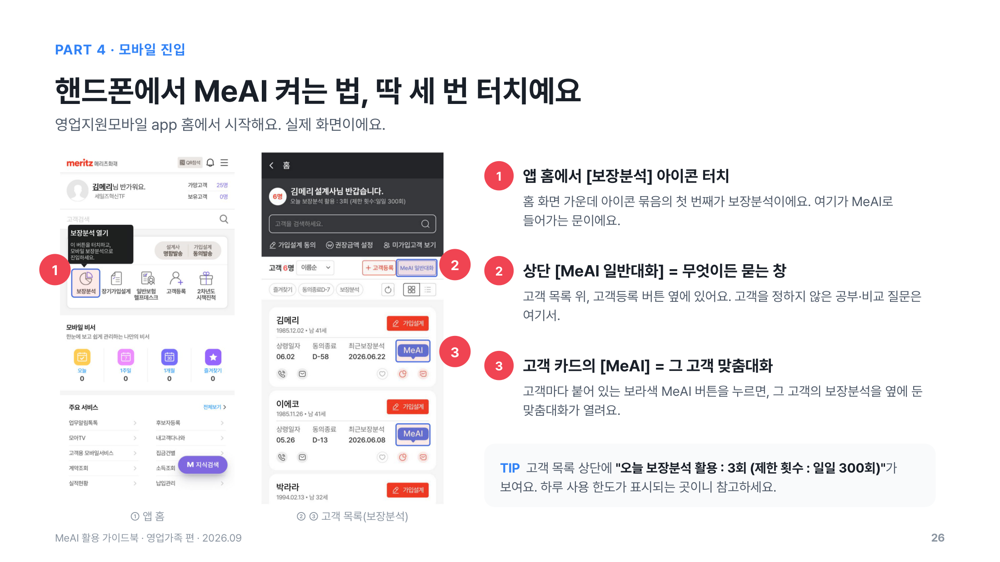 PART 4 · 모바일 진입
핸드폰에서 MeAI 켜는 법, 딱 세 번 터치예요
영업지원모바일 app 홈에서 시작해요. 실제 화면이에요.
meritz 메리츠화재
QR참석
김메리님 반가워요.
세일즈혁신TF
가망고객 25명
보유고객 0명
고객검색
보장분석 열기
이 버튼을 터치하고,
모바일 보장분석으로
진입하세요.
설계사
명함발송
가입설계
동의발송
1
보장분석
장기가입설계
일반보험
헬프데스크
고객등록
2차년도
시책진척
모바일 비서
한눈에 보고 쉽게 관리하는 나만의 비서
7
30
오늘
0
1주일
0
1개월
0
즐겨찾기
0
주요 서비스
전체보기
업무알림톡톡
후보자등록
모아TV
내고객다나와
고객용 모바일서비스
집금건별
계약조회
소득조회
M 지식검색
실적현황
납입관리
① 앱 홈
홈
6명
김메리 설계사님 반갑습니다.
오늘 보장분석 활용 : 3회 (제한 횟수:일일 300회)
고객을 검색하세요.
가입설계 동의
권장금액 설정
미가입고객 보기
고객 6명
이름순
+ 고객등록
MeAI 일반대화
2
즐겨찾기
동의종료D-7
보장분석
김메리
1985.12.02 • 남 41세
가입설계
상령일자 동의종료 최근보장분석
06.02 D-58 2026.06.22
MeAI
3
이에코
1985.11.26 • 남 41세
가입설계
상령일자 동의종료 최근보장분석
05.26 D-13 2026.06.08
MeAI
박라라
1994.02.13 • 남 32세
가입설계
② ③ 고객 목록(보장분석)
1
앱 홈에서 [보장분석] 아이콘 터치
홈 화면 가운데 아이콘 묶음의 첫 번째가 보장분석이에요. 여기가 MeAI로
들어가는 문이에요.
2
상단 [MeAI 일반대화] = 무엇이든 묻는 창
고객 목록 위, 고객등록 버튼 옆에 있어요. 고객을 정하지 않은 공부·비교 질문은
여기서.
3
고객 카드의 [MeAI] = 그 고객 맞춤대화
고객마다 붙어 있는 보라색 MeAI 버튼을 누르면, 그 고객의 보장분석을 옆에 둔
맞춤대화가 열려요.
TIP 고객 목록 상단에 "오늘 보장분석 활용 : 3회 (제한 횟수 : 일일 300회)"가
보여요. 하루 사용 한도가 표시되는 곳이니 참고하세요.
MeAI 활용 가이드북 · 영업가족 편 · 2026.09
26